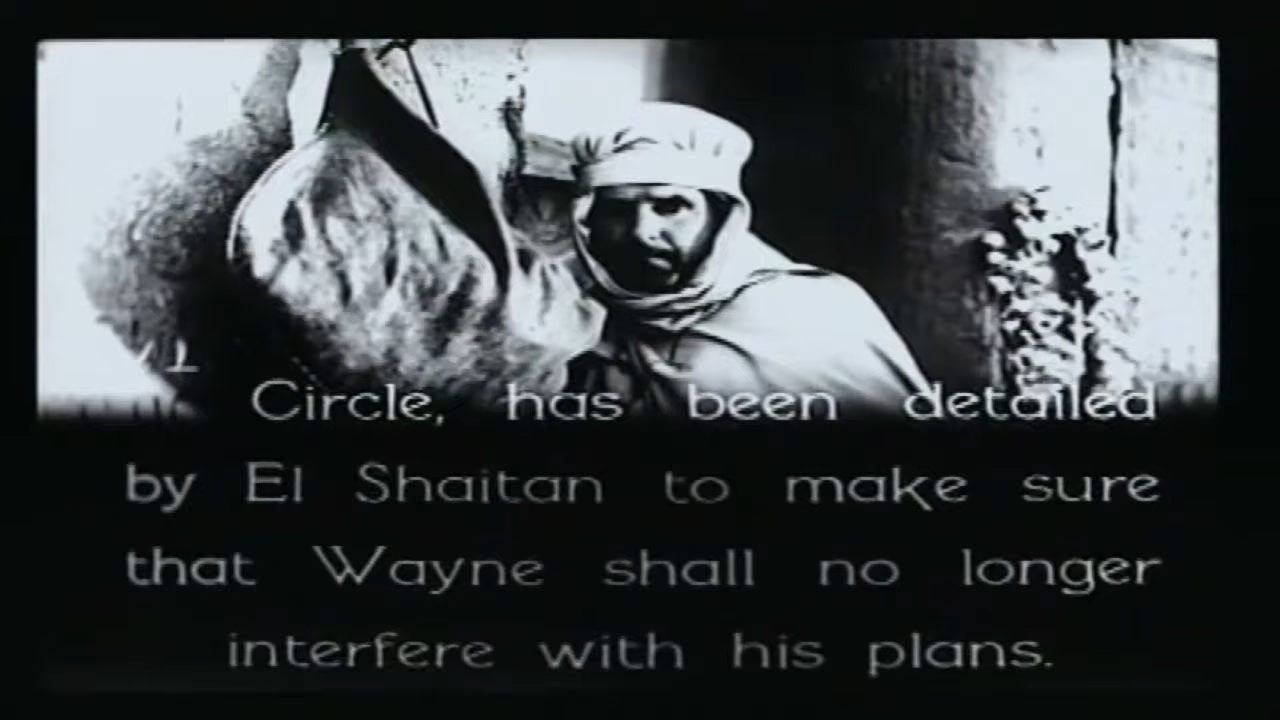 Circle, has been detailed
by El Shaitan to make sure
that Wayne shall no longer
interfere with his plans.